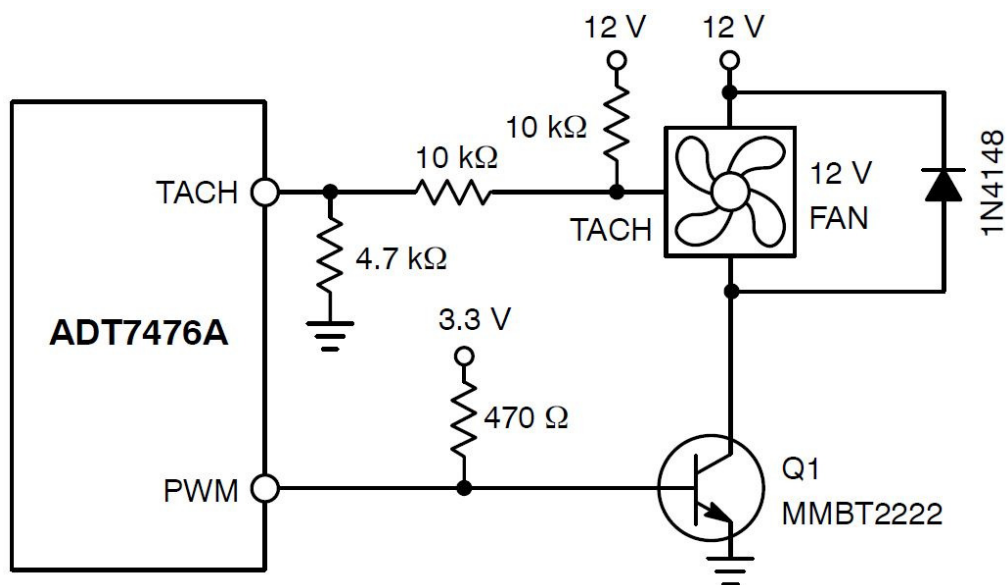 12 V
12 V
10 kΩ
10 kΩ
TACH
TACH
12 V
FAN
1N4148
4.7 kΩ
ADT7476A
3.3 V
470 Ω
PWM
Q1
MMBT2222